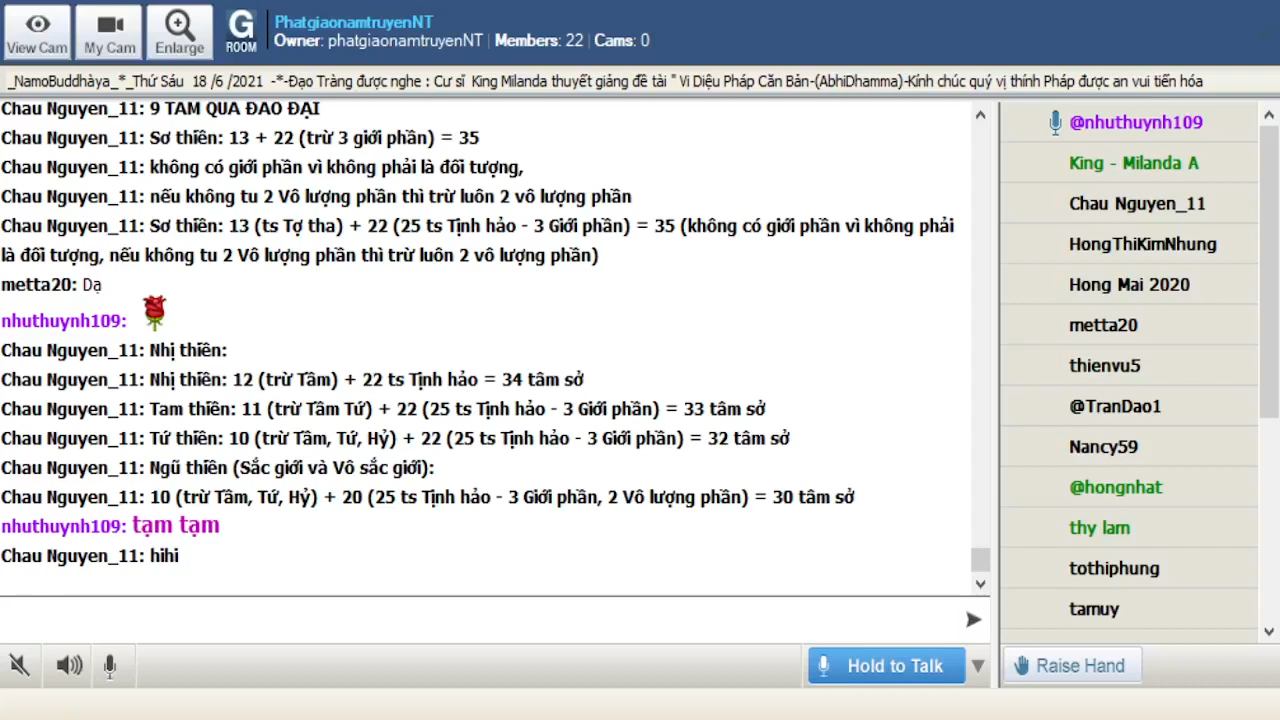 View Cam
My Cam
Enlarge
G
ROOM
PhatgiaonamtruyenNT
Owner: phatgiaonamtruyenNT | Members: 22 | Cams: 0
_NamoBuddhàya_*_Thứ Sáu 18 /6 /2021 -*-Đạo Tràng được nghe : Cư sĩ King Milanda thuyết giảng đề tài " Vi Diệu Pháp Căn Bản-(AbhiDhamma)-Kính chúc quý vị thính Pháp được an vui tiến hóa
Chau Nguyen_11: 9 TAM QUA ĐAO ĐẠI
Chau Nguyen_11: Sơ thiền: 13 + 22 (trừ 3 giới phần) = 35
Chau Nguyen_11: không có giới phần vì không phải là đối tượng,
Chau Nguyen_11: nếu không tu 2 Vô lượng phần thì trừ luôn 2 vô lượng phần
Chau Nguyen_11: Sơ thiền: 13 (ts Tợ tha) + 22 (25 ts Tịnh hảo - 3 Giới phần) = 35 (không có giới phần vì không phải
là đối tượng, nếu không tu 2 Vô lượng phần thì trừ luôn 2 vô lượng phần)
metta20: Dạ
nhuthuynh109:
Chau Nguyen_11: Nhị thiền:
Chau Nguyen_11: Nhị thiền: 12 (trừ Tầm) + 22 ts Tịnh hảo = 34 tâm sở
Chau Nguyen_11: Tam thiền: 11 (trừ Tầm Tứ) + 22 (25 ts Tịnh hảo - 3 Giới phần) = 33 tâm sở
Chau Nguyen_11: Tứ thiền: 10 (trừ Tầm, Tứ, Hỷ) + 22 (25 ts Tịnh hảo - 3 Giới phần) = 32 tâm sở
Chau Nguyen_11: Ngũ thiền (Sắc giới và Vô sắc giới):
Chau Nguyen_11: 10 (trừ Tầm, Tứ, Hỷ) + 20 (25 ts Tịnh hảo - 3 Giới phần, 2 Vô lượng phần) = 30 tâm sở
nhuthuynh109: tạm tạm
Chau Nguyen_11: hihi
@nhuthuynh109
King - Milanda A
Chau Nguyen_11
HongThiKimNhung
Hong Mai 2020
metta20
thienvu5
@TranDao1
Nancy59
@hongnhat
thy lam
tothiphung
tamuy
Hold to Talk
Raise Hand